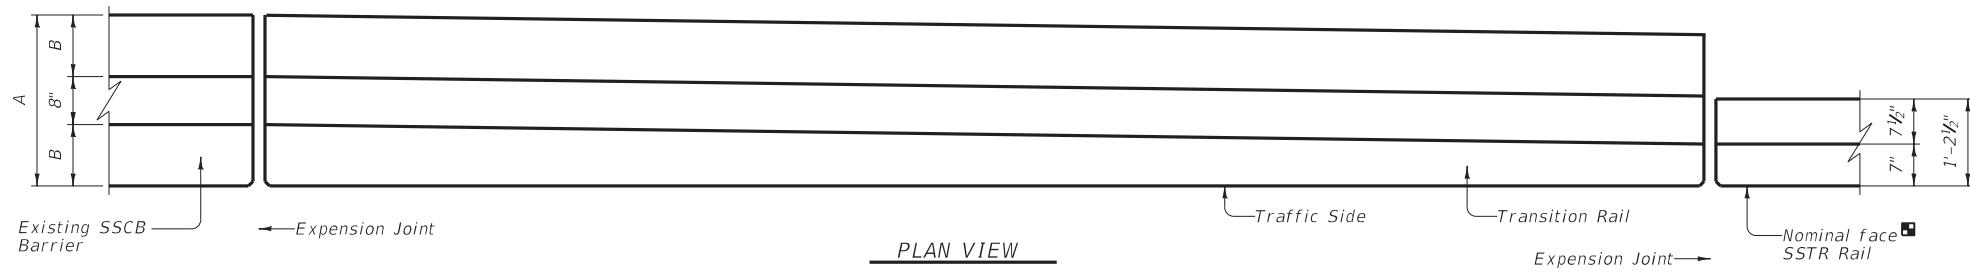 A
B
8"
B
7½"
7"
1'-2½"
Existing SSCB
Barrier
Expension Joint
PLAN VIEW
Traffic Side
Transition Rail
Expension Joint
Nominal face
SSTR Rail